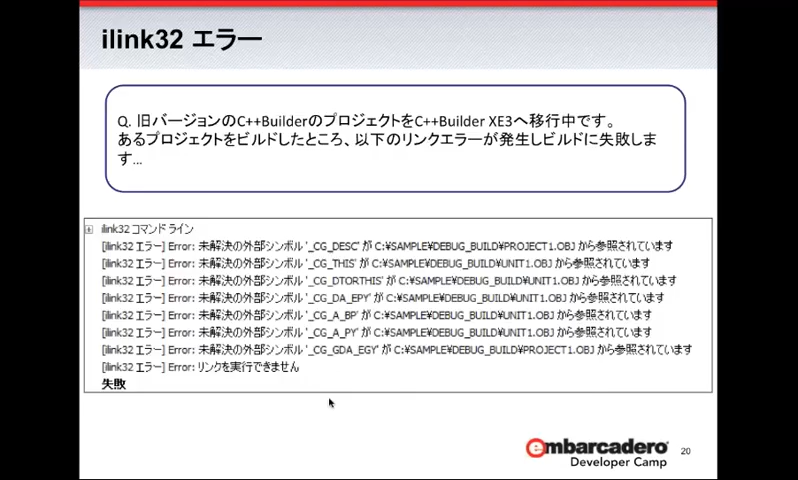 ilink32 エラー
Q. 旧バージョンのC++BuilderのプロジェクトをC++Builder XE3へ移行中です。
あるプロジェクトをビルドしたところ、以下のリンクエラーが発生しビルドに失敗しま
す...
ilink32 コマンド ライン
[ilink32 エラー] Error: 未解決の外部シンボル '_CG_DESC' が C:¥SAMPLE¥DEBUG_BUILD¥PROJECT1.OBJ から参照されています
[ilink32 エラー] Error: 未解決の外部シンボル '_CG_THIS' が C:¥SAMPLE¥DEBUG_BUILD¥UNIT1.OBJ から参照されています
[ilink32 エラー] Error: 未解決の外部シンボル '_CG_DTORTHIS' が C:¥SAMPLE¥DEBUG_BUILD¥UNIT1.OBJ から参照されています
[ilink32 エラー] Error: 未解決の外部シンボル '_CG_DA_EPY' が C:¥SAMPLE¥DEBUG_BUILD¥UNIT1.OBJ から参照されています
[ilink32 エラー] Error: 未解決の外部シンボル '_CG_A_BP' が C:¥SAMPLE¥DEBUG_BUILD¥UNIT1.OBJ から参照されています
[ilink32 エラー] Error: 未解決の外部シンボル '_CG_A_PY' が C:¥SAMPLE¥DEBUG_BUILD¥UNIT1.OBJ から参照されています
[ilink32 エラー] Error: 未解決の外部シンボル '_CG_GDA_EGY' が C:¥SAMPLE¥DEBUG_BUILD¥PROJECT1.OBJ から参照されています
[ilink32 エラー] Error: リンクを実行できません
失敗
embarcadero
Developer Camp
20